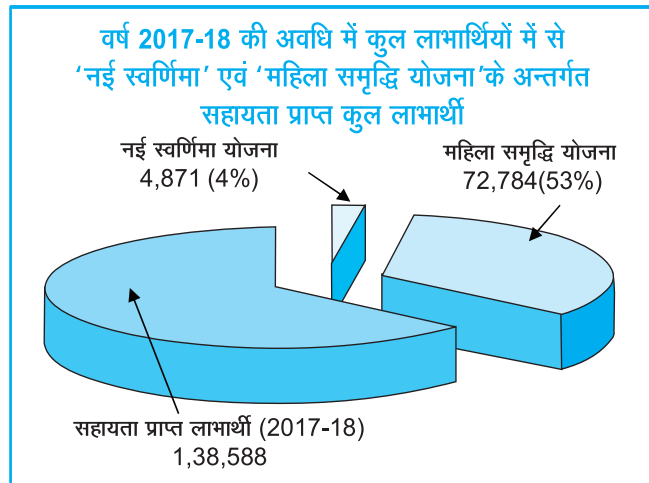 वर्ष 2017-18 की अवधि में कुल लाभार्थियों में से
‘नई स्वर्णिमा’ एवं ‘महिला समृद्धि योजना’के अन्तर्गत
सहायता प्राप्त कुल लाभार्थी
नई स्वर्णिमा योजना
4,871 (4%)
महिला समृद्धि योजना
72,784(53%)
सहायता प्राप्त लाभार्थी (2017-18)
1,38,588